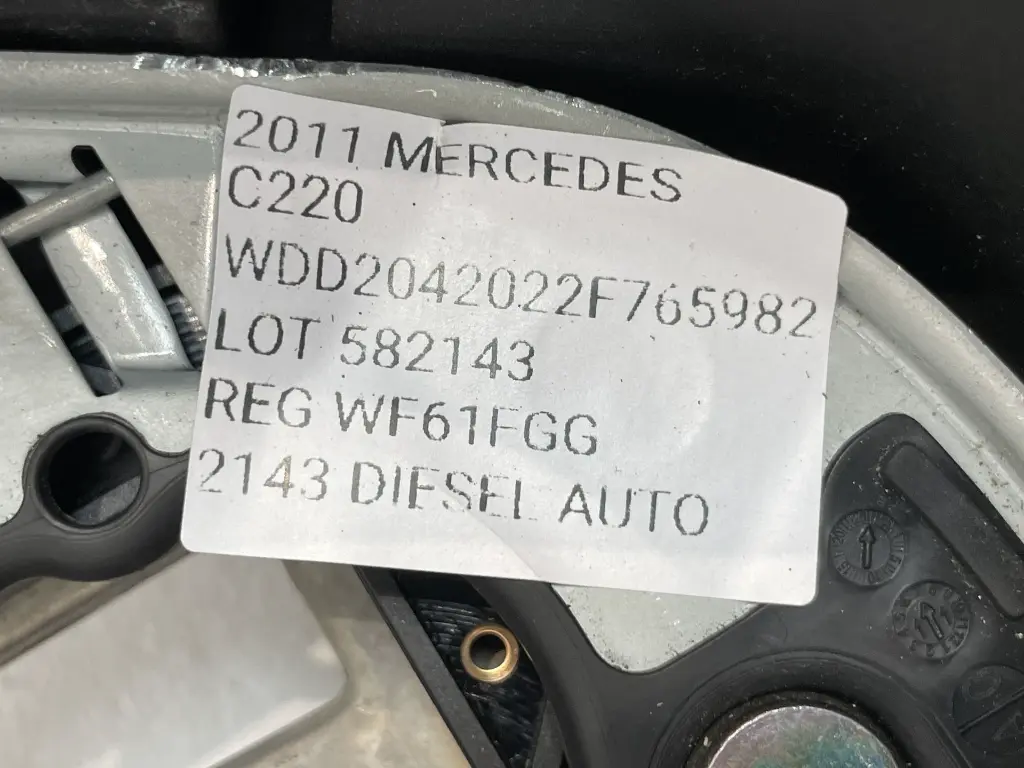 2011 MERCEDES
C220
WDD2042022F765982
LOT 582143
REG WF61FGG
2143 DIESEL AUTO